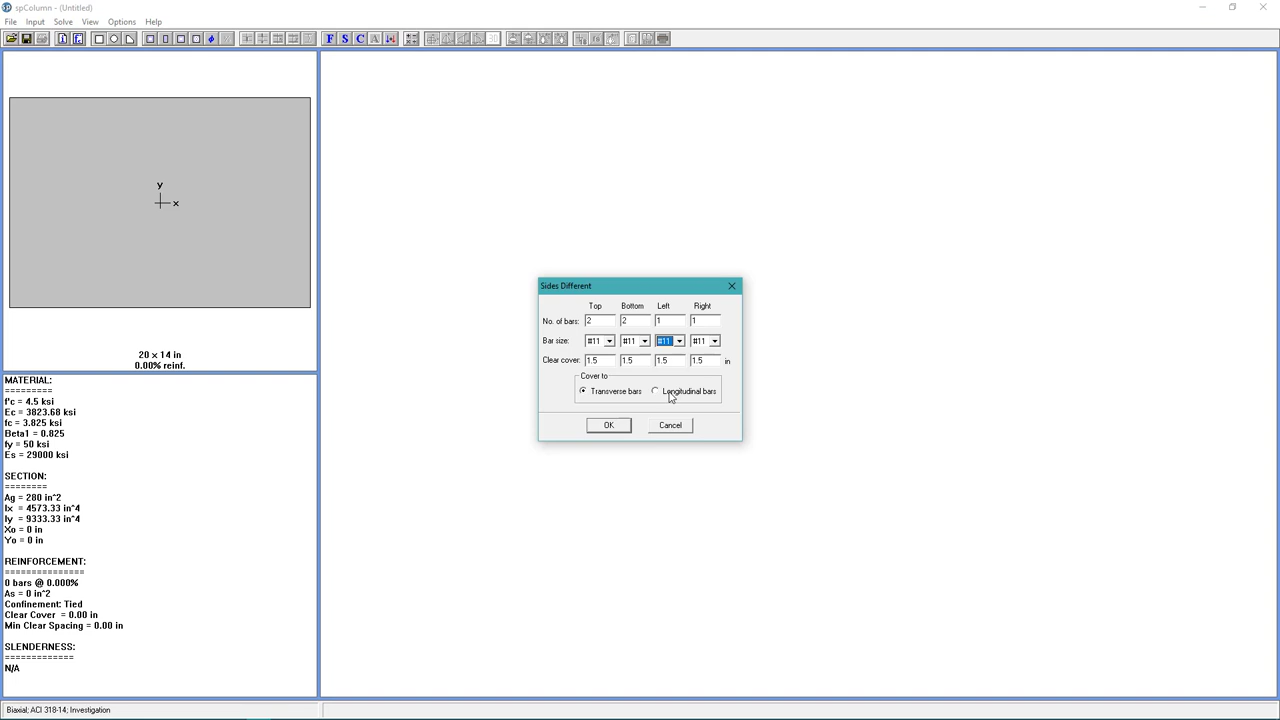 spColumn - (Untitled)
File Input Solve View Options Help
F S C A
y
x
20 x 14 in
0.00% reinf.
MATERIAL:
=========
f'c = 4.5 ksi
Ec = 3823.68 ksi
fc = 3.825 ksi
Beta1 = 0.825
fy = 50 ksi
Es = 29000 ksi
SECTION:
========
Ag = 280 in^2
Ix = 4573.33 in^4
Iy = 9333.33 in^4
Xo = 0 in
Yo = 0 in
REINFORCEMENT:
===============
0 bars @ 0.000%
As = 0 in^2
Confinement: Tied
Clear Cover = 0.00 in
Min Clear Spacing = 0.00 in
SLENDERNESS:
=============
N/A
Sides Different
Top Bottom Left Right
No. of bars: 2 2 1 1
Bar size: #11 #11 #11 #11
Clear cover: 1.5 1.5 1.5 1.5 in
Cover to
Transverse bars Longitudinal bars
OK Cancel
Biaxial; ACI 318-14; Investigation